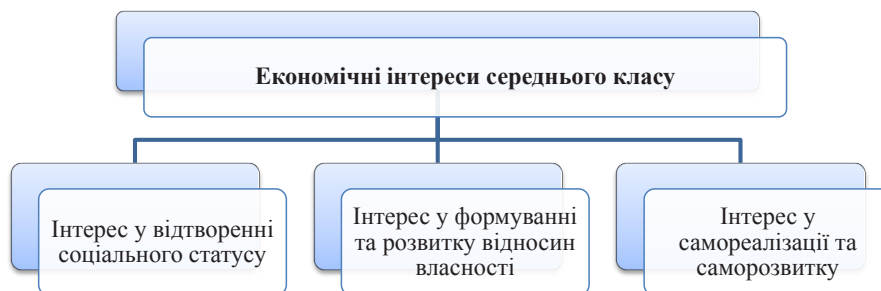 Економічні інтереси середнього класу
Інтерес у відтворенні
соціального статусу
Інтерес у формуванні
та розвитку відносин
власності
Інтерес у
самореалізації та
саморозвитку